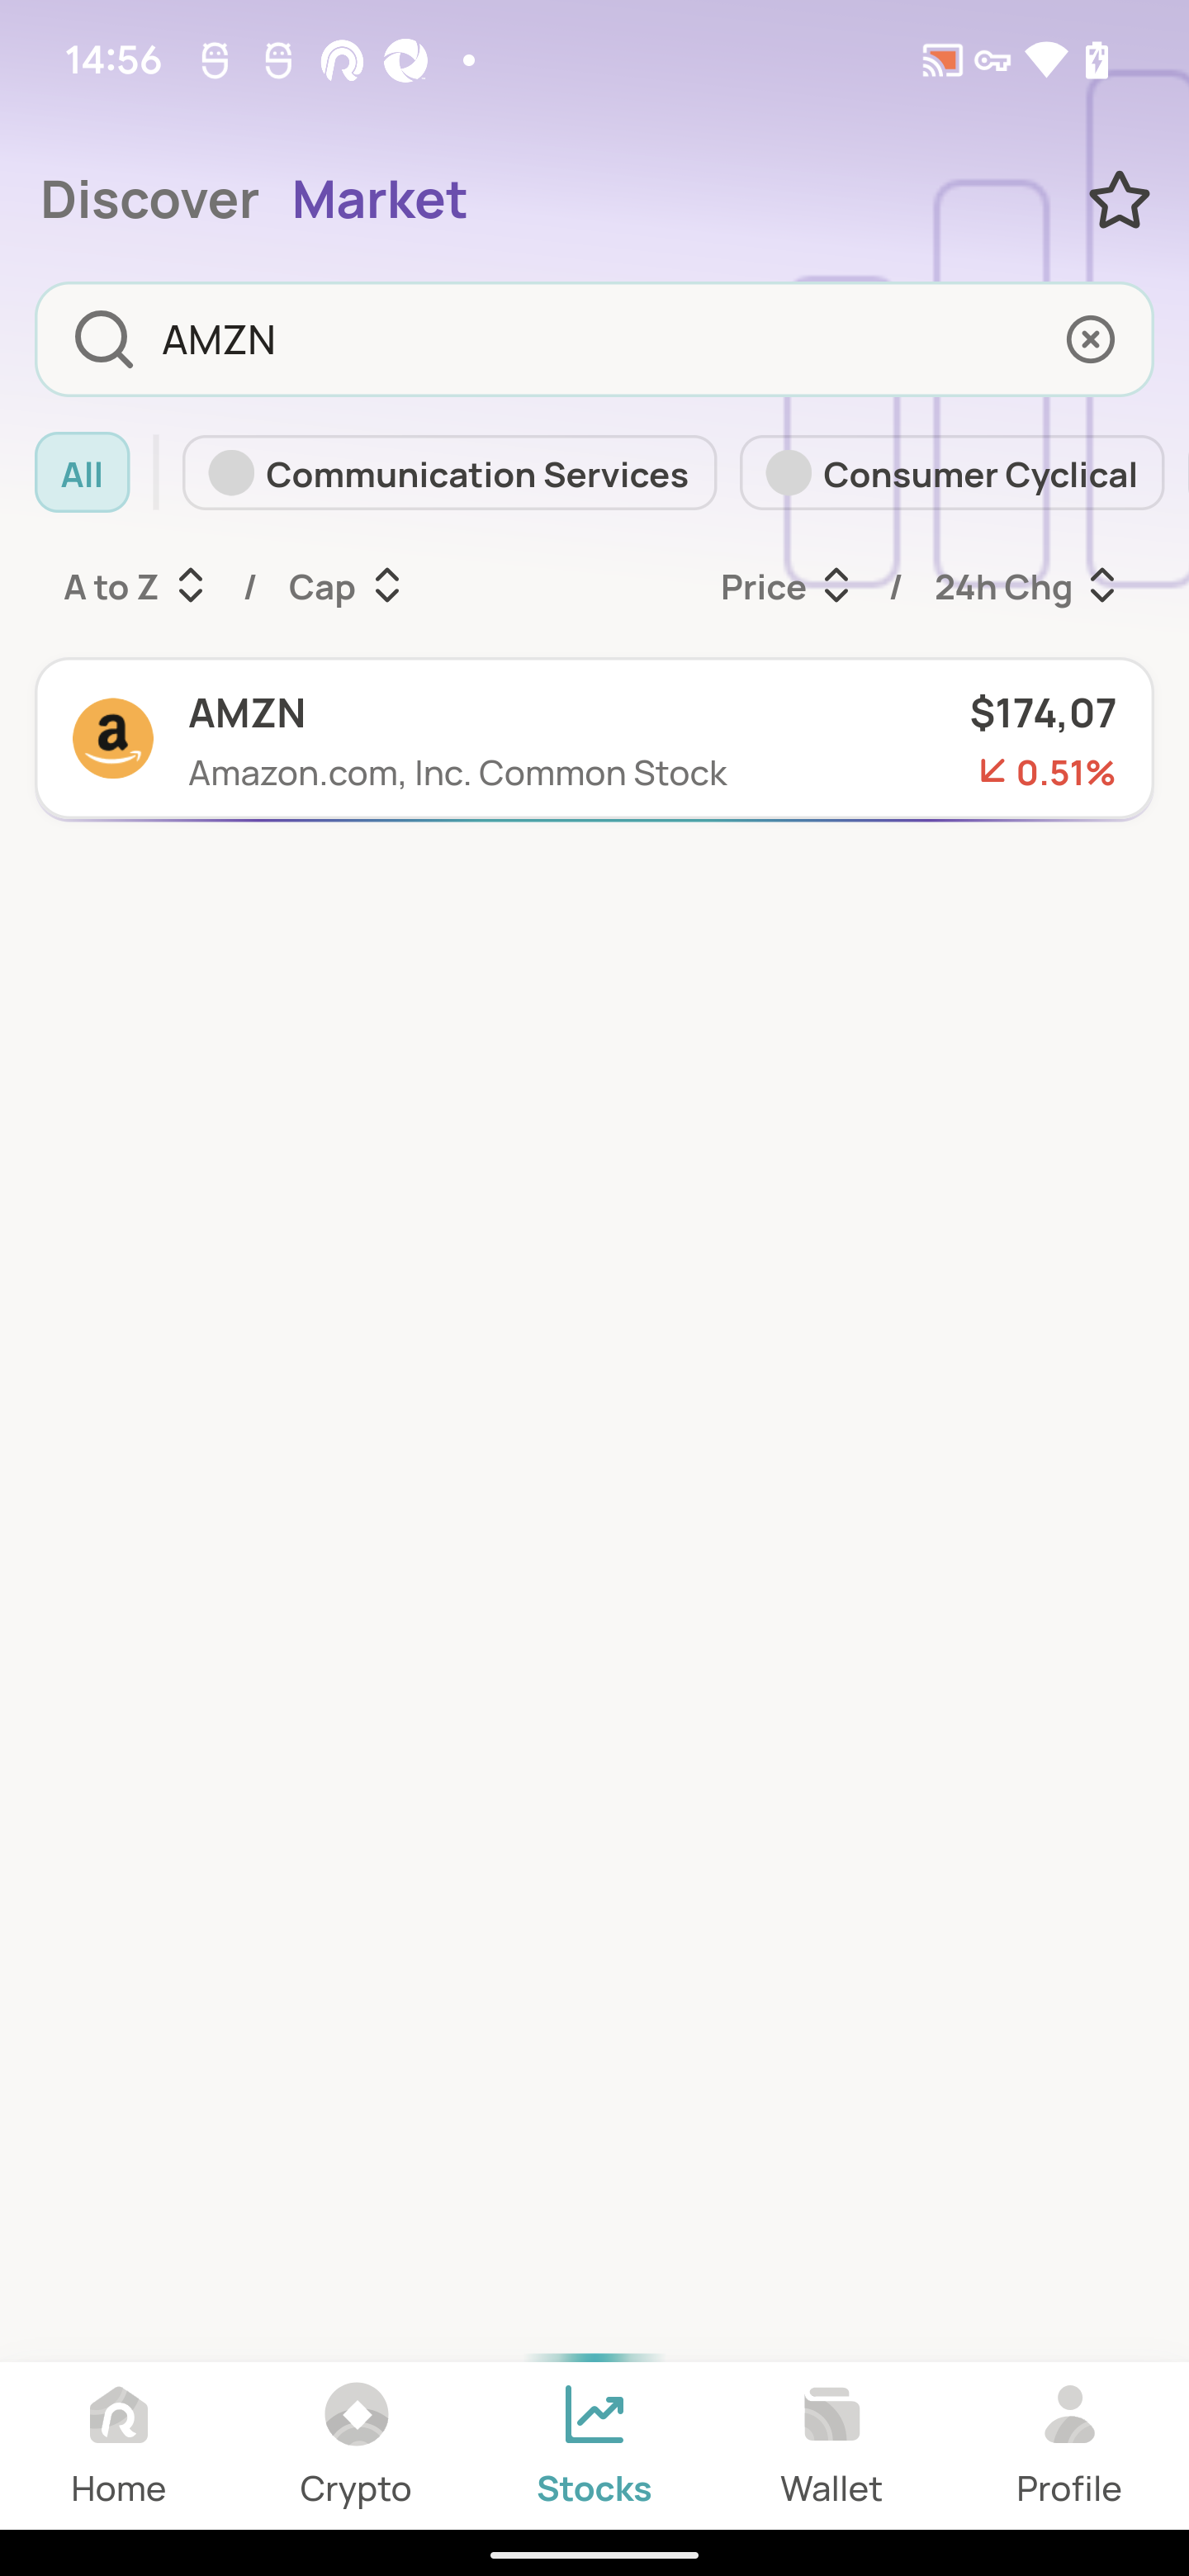 14:56
Discover Market
AMZN
All Communication Services Consumer Cyclical
A to Z / Cap Price / 24h Chg
AMZN $174,07
Amazon.com, Inc. Common Stock 0.51%
Home Crypto Stocks Wallet Profile